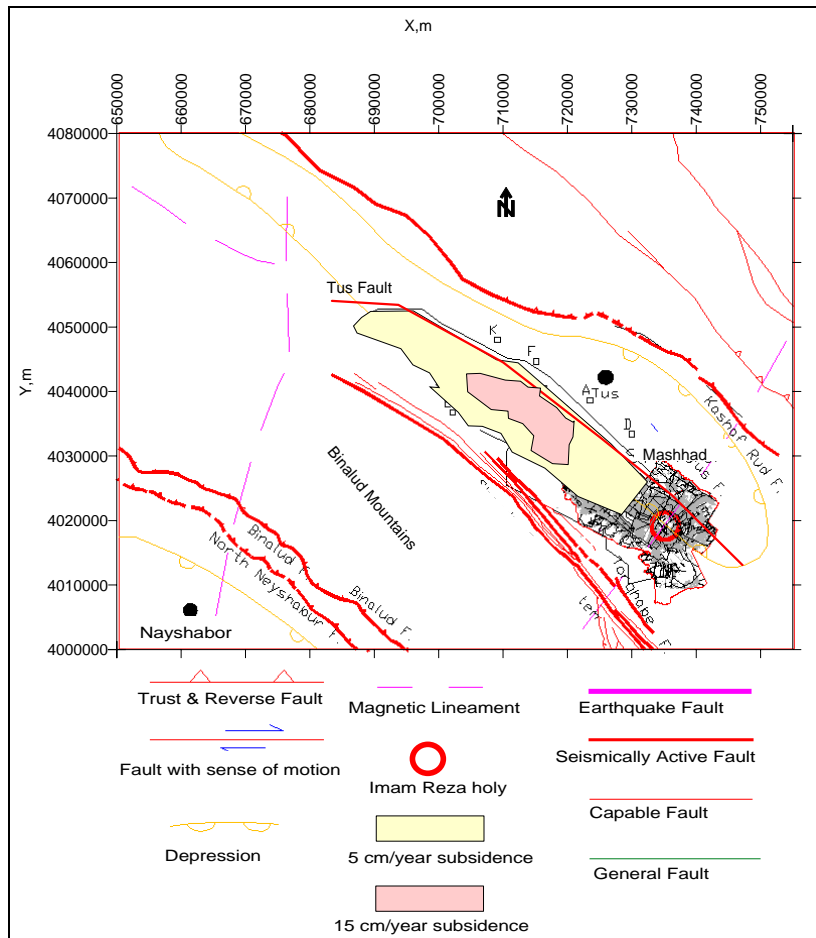 X,m
650000
660000
670000
680000
690000
700000
710000
720000
730000
740000
750000
4080000
4070000
4060000
4050000
4040000
4030000
4020000
4010000
4000000
Y,m
N
Tus Fault
K
F
A
Tus
D
Kashaf Rud F.
Mashhad
Binalud Mountains
Binalud F.
Binalud F.
North Neyshabur F.
Nayshabor
Trust & Reverse Fault
Fault with sense of motion
Depression
Magnetic Lineament
Imam Reza holy
5 cm/year subsidence
15 cm/year subsidence
Earthquake Fault
Seismically Active Fault
Capable Fault
General Fault